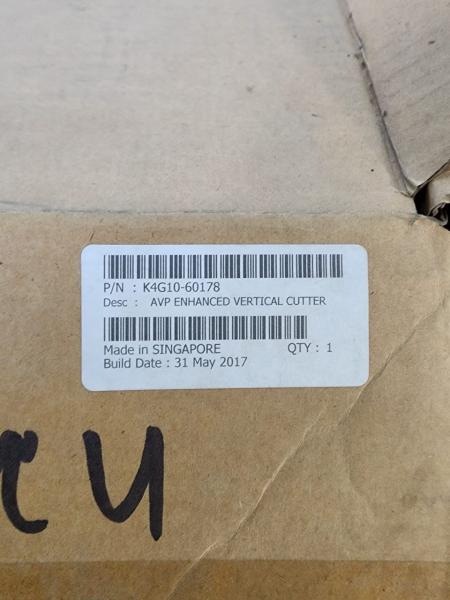 P/N : K4G10-60178
Desc : AVP ENHANCED VERTICAL CUTTER
Made in SINGAPORE QTY : 1
Build Date : 31 May 2017